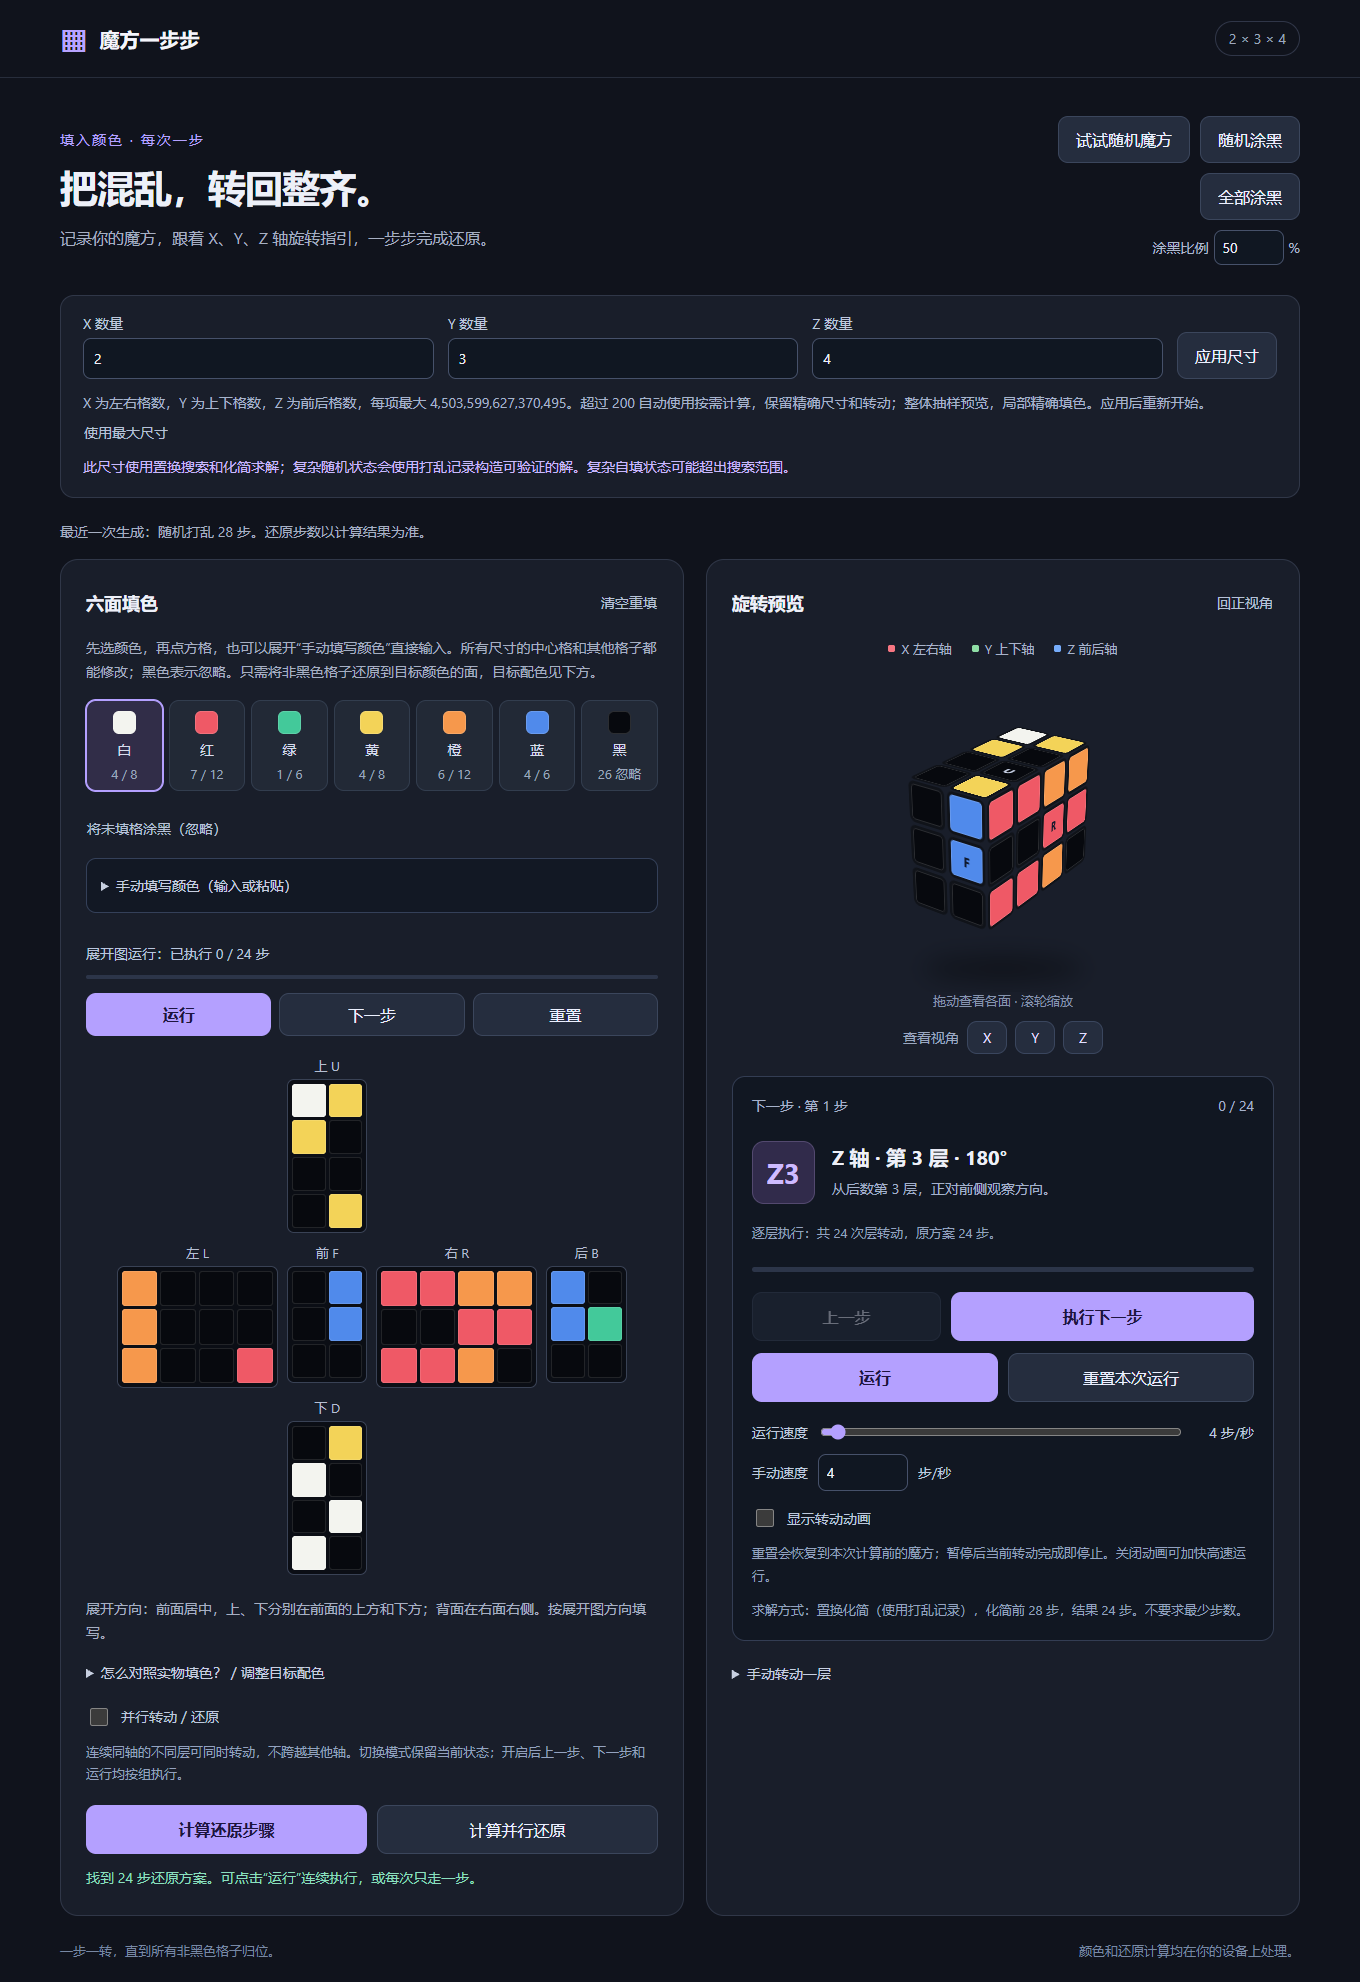 魔方一步步
2 × 3 × 4
填入颜色 · 每次一步
把混乱，转回整齐。
记录你的魔方，跟着 X、Y、Z 轴旋转指引，一步步完成还原。
试试随机魔方
随机涂黑
全部涂黑
涂黑比例 50 %
X 数量
Y 数量
Z 数量
2
3
4
应用尺寸
X 为左右格数，Y 为上下格数，Z 为前后格数，每项最大 4,503,599,627,370,495。超过 200 自动使用按需计算，保留精确尺寸和转动；整体抽样预览，局部精确填色。应用后重新开始。
使用最大尺寸
此尺寸使用置换搜索和化简求解；复杂随机状态会使用打乱记录构造可验证的解。复杂自填状态可能超出搜索范围。
最近一次生成：随机打乱 28 步。还原步数以计算结果为准。
六面填色
清空重填
先选颜色，再点方格，也可以展开“手动填写颜色”直接输入。所有尺寸的中心格和其他格子都
能修改；黑色表示忽略。只需将非黑色格子还原到目标颜色的面，目标配色见下方。
白
红
绿
黄
橙
蓝
黑
4 / 8
7 / 12
1 / 6
4 / 8
6 / 12
4 / 6
26 忽略
将未填格涂黑（忽略）
▶ 手动填写颜色（输入或粘贴）
展开图运行：已执行 0 / 24 步
运行
下一步
重置
上 U
左 L
前 F
右 R
后 B
下 D
展开方向：前面居中，上、下分别在前面的上方和下方；背面在右面右侧。按展开图方向填
写。
▶ 怎么对照实物填色？ / 调整目标配色
并行转动 / 还原
连续同轴的不同层可同时转动，不跨越其他轴。切换模式保留当前状态；开启后上一步、下一步和
运行均按组执行。
计算还原步骤
计算并行还原
找到 24 步还原方案。可点击“运行”连续执行，或每次只走一步。
旋转预览
回正视角
X 左右轴
Y 上下轴
Z 前后轴
U
R
F
拖动查看各面 · 滚轮缩放
查看视角
X
Y
Z
下一步 · 第 1 步
0 / 24
Z3
Z 轴 · 第 3 层 · 180°
从后数第 3 层，正对前侧观察方向。
逐层执行：共 24 次层转动，原方案 24 步。
上一步
执行下一步
运行
重置本次运行
运行速度
4 步/秒
手动速度
4
步/秒
显示转动动画
重置会恢复到本次计算前的魔方；暂停后当前转动完成即停止。关闭动画可加快高速运
行。
求解方式：置换化简（使用打乱记录），化简前 28 步，结果 24 步。不要求最少步数。
▶ 手动转动一层
一步一转，直到所有非黑色格子归位。
颜色和还原计算均在你的设备上处理。